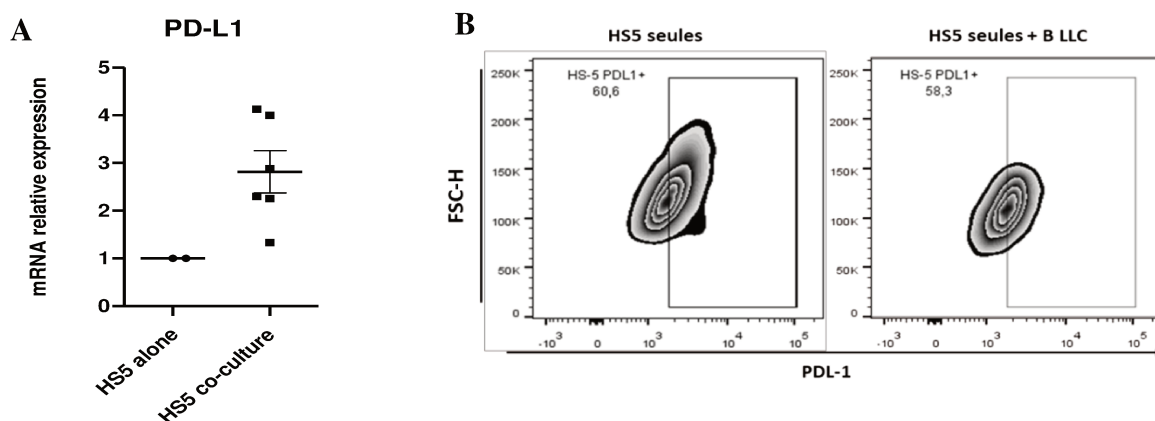 A
PD-L1
mRNA relative expression
5
4
3
2
1
0
HS5 alone
HS5 co-culture
B
HS5 seules
HS5 seules + B LLC
FSC-H
250K
200K
150K
100K
50K
0
HS-5 PDL1+
60,6
-10³ 0 10³ 10⁴ 10⁵
250K
200K
150K
100K
50K
0
HS-5 PDL1+
58,3
-10³ 0 10³ 10⁴ 10⁵
PDL-1